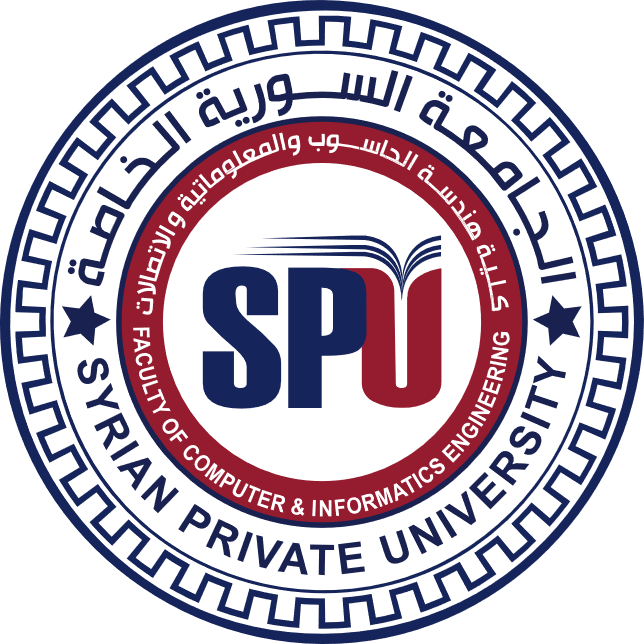 الجامعة السورية الخاصة
كلية هندسة الحاسوب والمعلوماتية والاتصالات
SPU
FACULTY OF COMPUTER & INFORMATICS ENGINEERING
SYRIAN PRIVATE UNIVERSITY